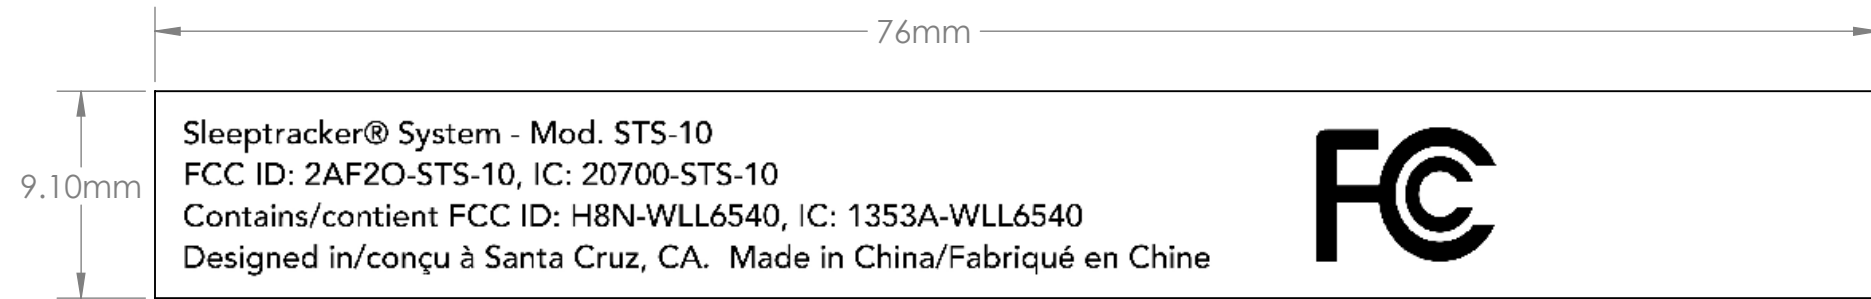 76mm
9.10mm
Sleeptracker® System - Mod. STS-10
FCC ID: 2AF2O-STS-10, IC: 20700-STS-10
Contains/contient FCC ID: H8N-WLL6540, IC: 1353A-WLL6540
Designed in/conçu à Santa Cruz, CA.  Made in China/Fabriqué en Chine
FC